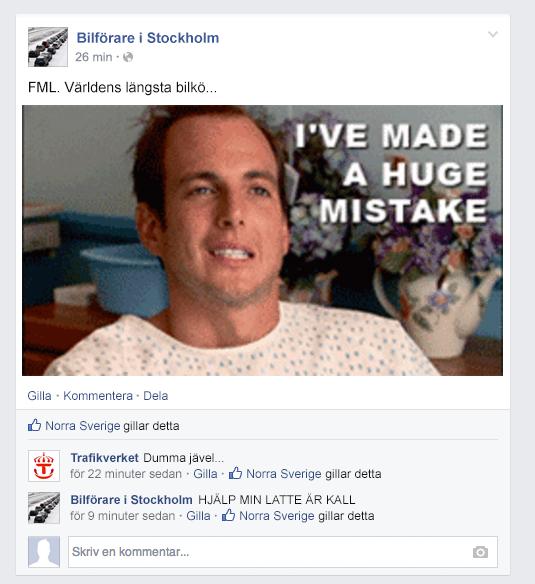 Bilförare i Stockholm
26 min ·
FML. Världens längsta bilkö...
I'VE MADE
A HUGE
MISTAKE
Gilla · Kommentera · Dela
Norra Sverige gillar detta
Trafikverket Dumma jävel...
för 22 minuter sedan · Gilla · Norra Sverige gillar detta
Bilförare i Stockholm HJÄLP MIN LATTE ÄR KALL
för 9 minuter sedan · Gilla · Norra Sverige gillar detta
Skriv en kommentar...